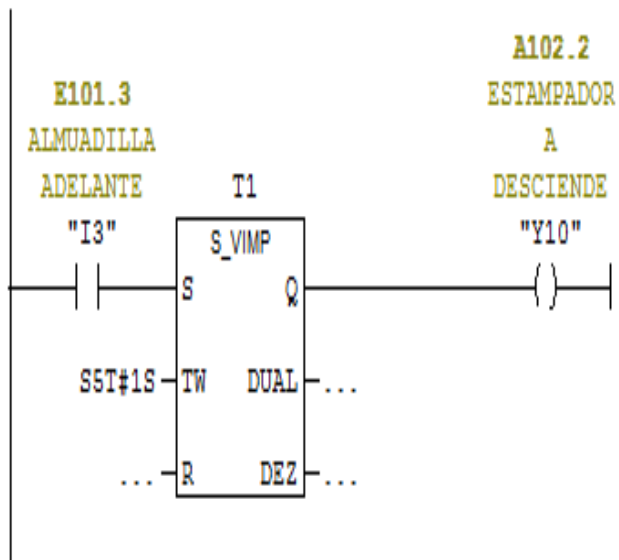 A102.2
E101.3
ESTAMPADOR
ALMUADILLA
A
ADELANTE
T1
DESCIENDE
"I3"
S_VIMP
"Y10"
S
Q
S5T#1S
TW
DUAL
...
...
R
DEZ
...